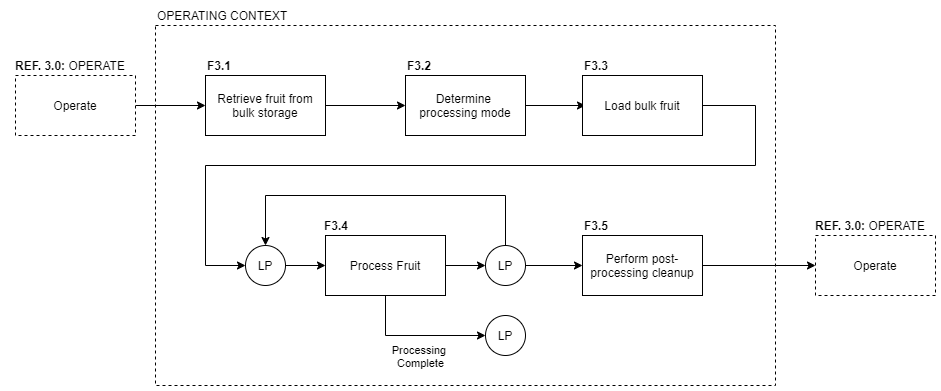 OPERATING CONTEXT
REF. 3.0: OPERATE
Operate
F3.1
Retrieve fruit from
bulk storage
F3.2
Determine
processing mode
F3.3
Load bulk fruit
LP
F3.4
Process Fruit
LP
F3.5
Perform post-
processing cleanup
REF. 3.0: OPERATE
Operate
Processing
Complete
LP